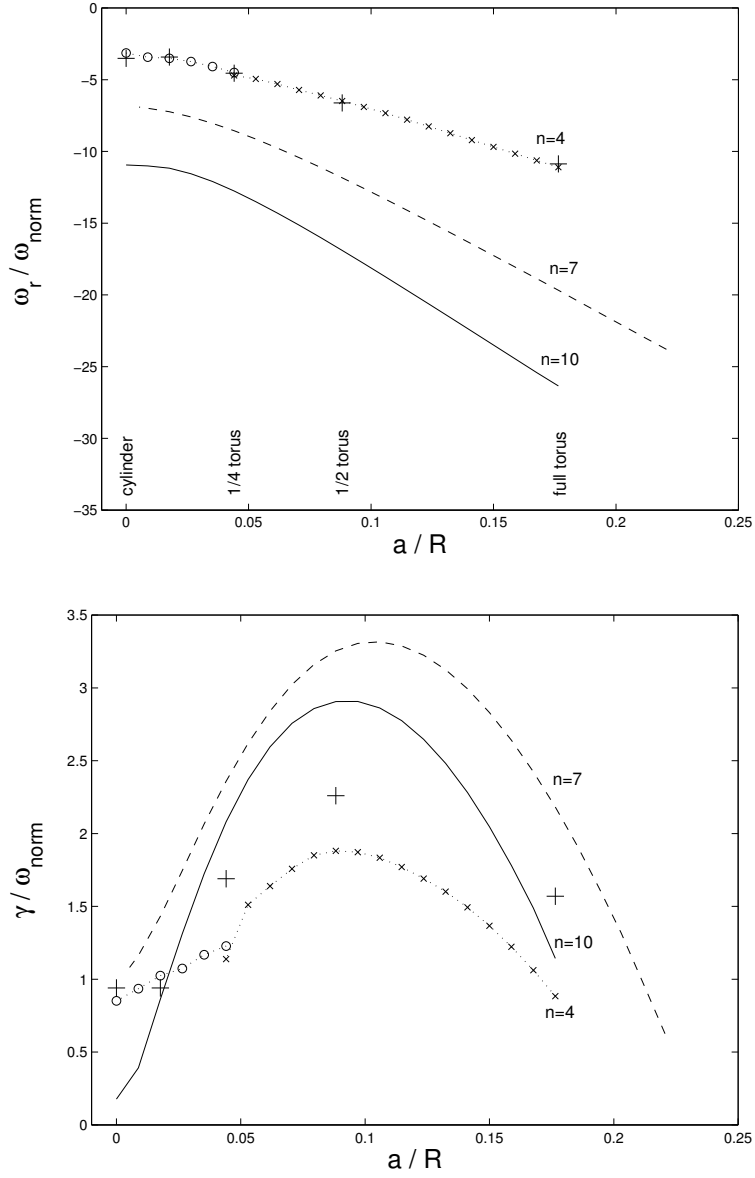 0
−5
−10
−15
−20
−25
−30
−35
ω_r / ω_norm
n=4
n=7
n=10
cylinder
1/4 torus
1/2 torus
full torus
0 0.05 0.1 0.15 0.2 0.25
a / R
3.5
3
2.5
2
1.5
1
0.5
0
γ / ω_norm
n=7
n=10
n=4
0 0.05 0.1 0.15 0.2 0.25
a / R